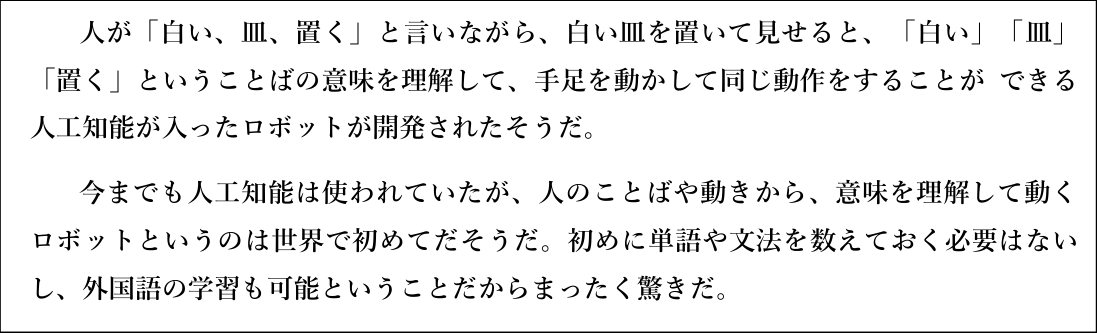 人が「白い、皿、置く」と言いながら、白い皿を置いて見せると、「白い」「皿」
「置く」ということばの意味を理解して、手足を動かして同じ動作をすることが できる
人工知能が入ったロボットが開発されたそうだ。
今までも人工知能は使われていたが、人のことばや動きから、意味を理解して動く
ロボットというのは世界で初めてだそうだ。初めに単語や文法を数えておく必要はない
し、外国語の学習も可能ということだからまったく驚きだ。